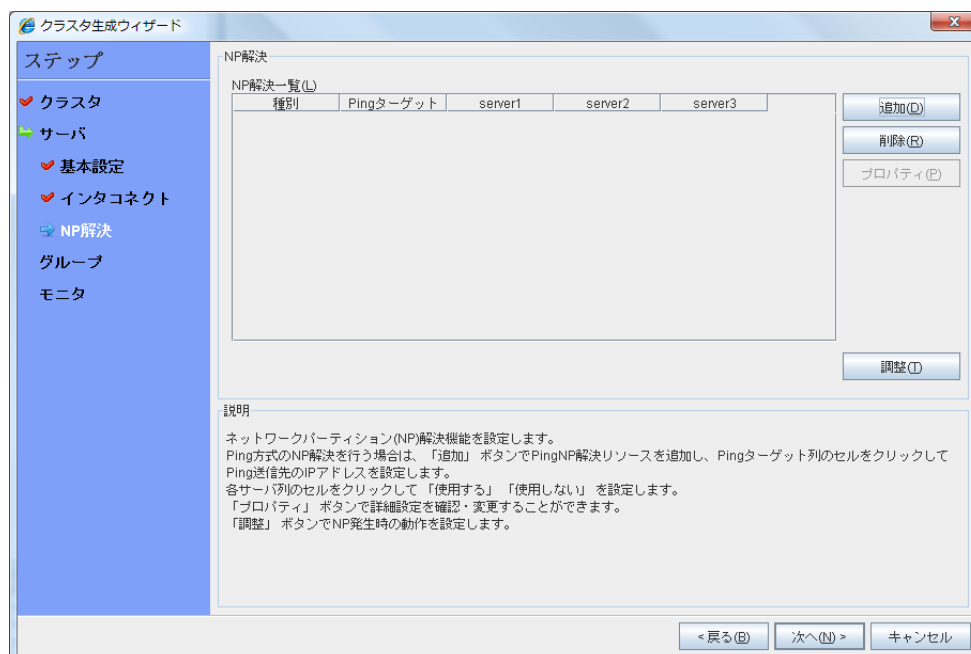 クラスタ生成ウィザード
ステップ
クラスタ
サーバ
基本設定
インタコネクト
NP解決
グループ
モニタ
NP解決
NP解決一覧(L)
種別 Pingターゲット server1 server2 server3
追加(D)
削除(R)
プロパティ(P)
調整(T)
説明
ネットワークパーティション(NP)解決機能を設定します。
Ping方式のNP解決を行う場合は、「追加」ボタンでPingNP解決リソースを追加し、Pingターゲット列のセルをクリックして
Ping送信先のIPアドレスを設定します。
各サーバ列のセルをクリックして「使用する」「使用しない」を設定します。
「プロパティ」ボタンで詳細設定を確認・変更することができます。
「調整」ボタンでNP発生時の動作を設定します。
<戻る(B) 次へ(N)> キャンセル